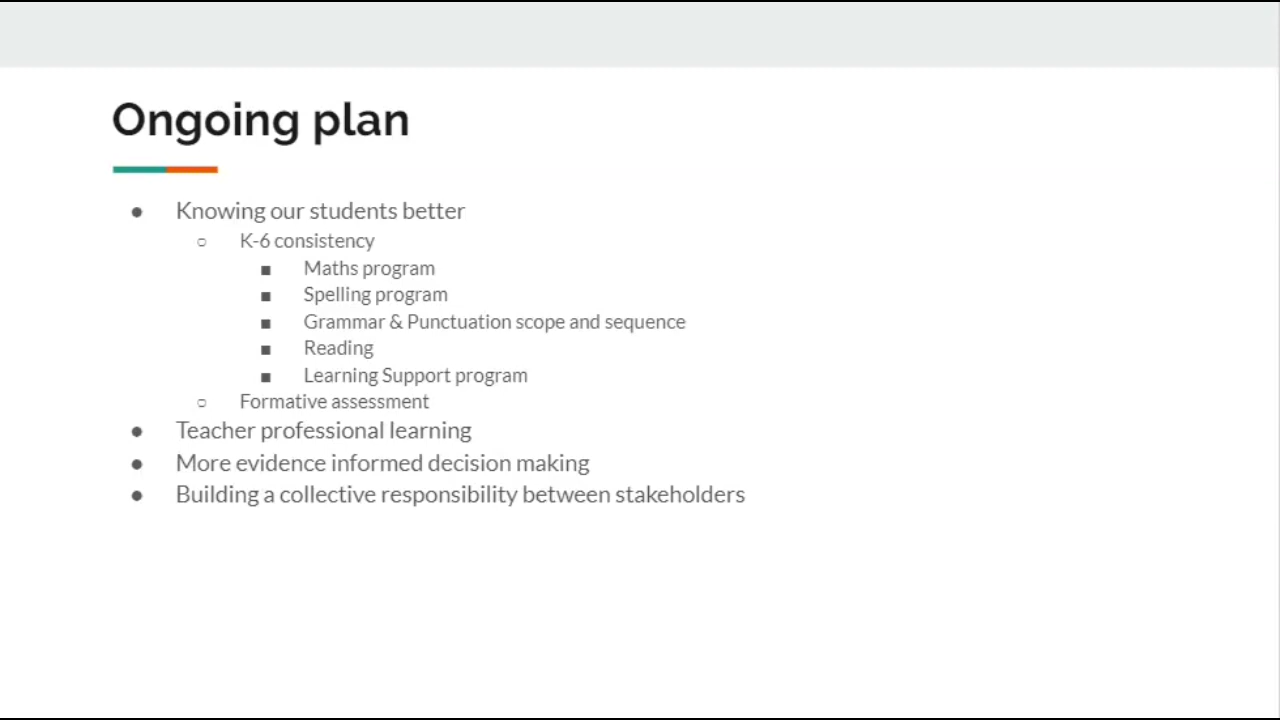 Ongoing plan
● Knowing our students better
○ K-6 consistency
■ Maths program
■ Spelling program
■ Grammar & Punctuation scope and sequence
■ Reading
■ Learning Support program
○ Formative assessment
● Teacher professional learning
● More evidence informed decision making
● Building a collective responsibility between stakeholders